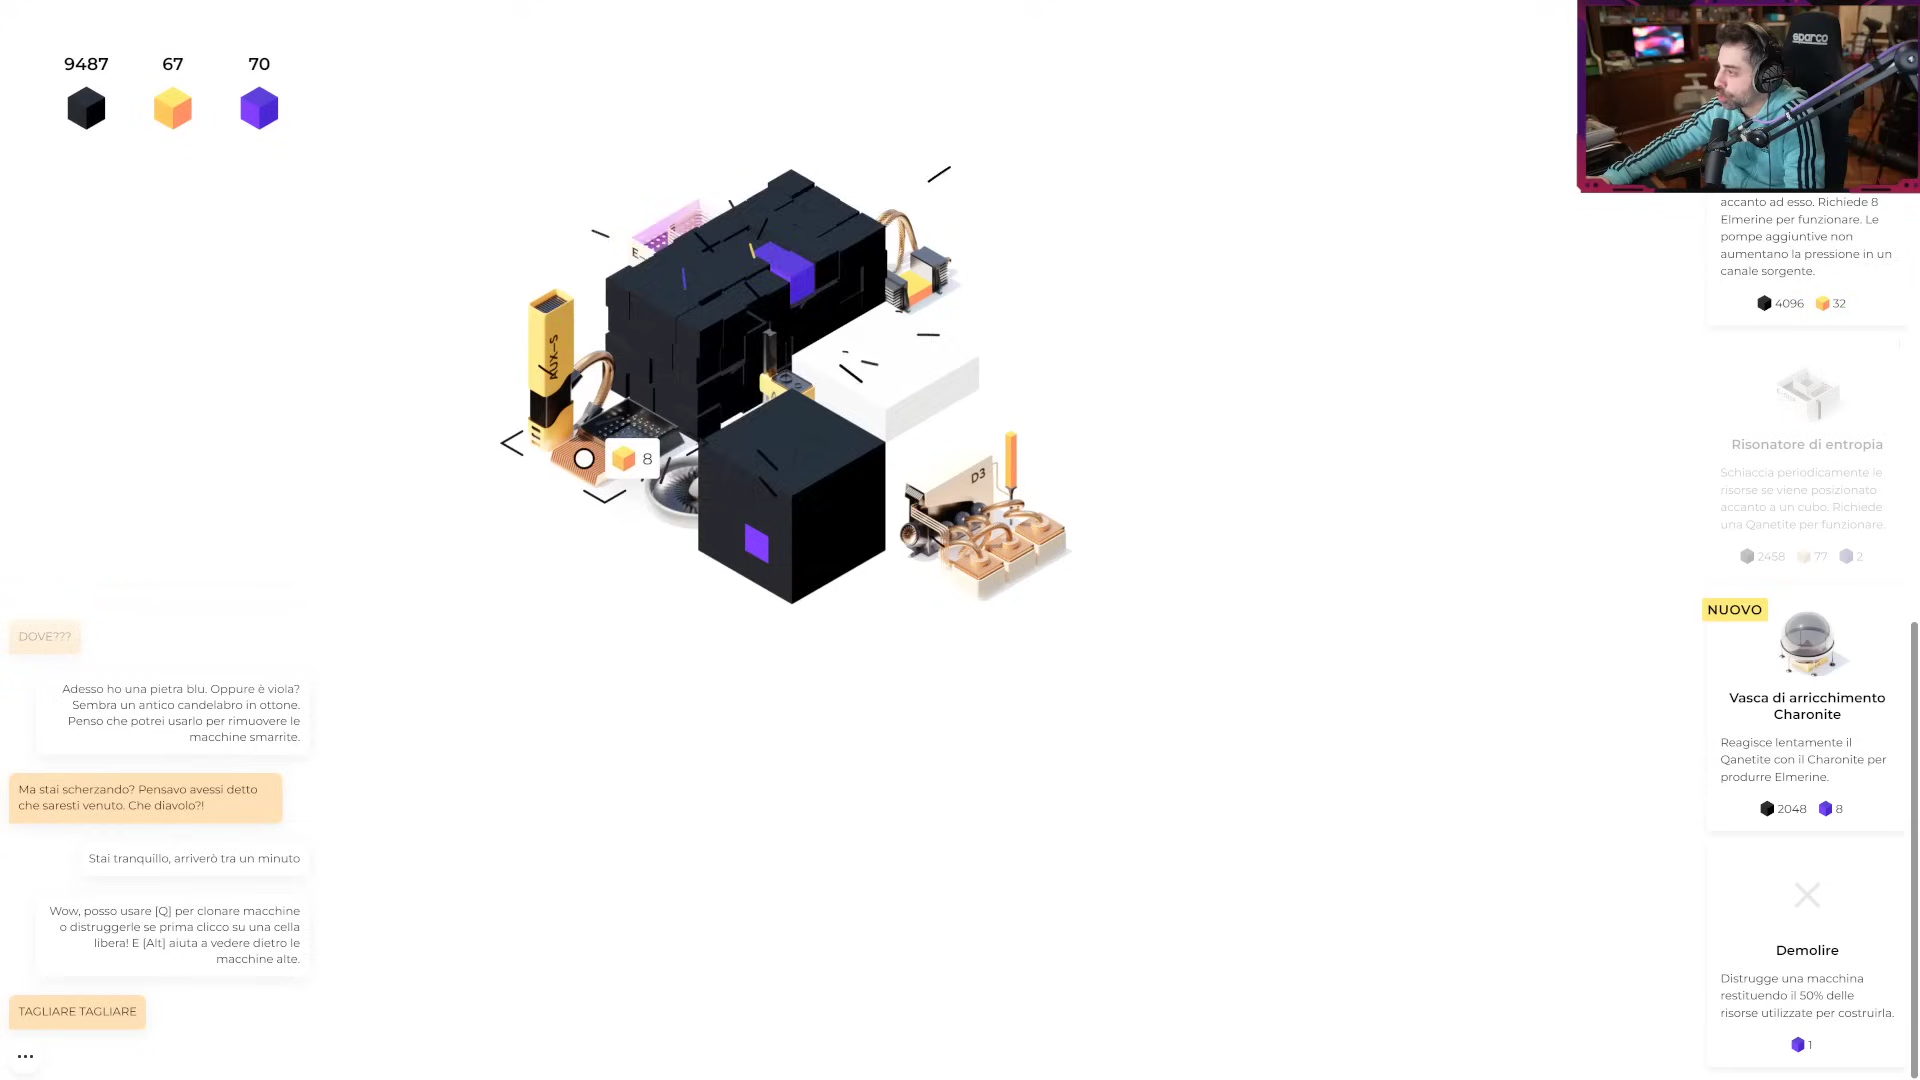 9487 67 70
sparco
accanto ad esso. Richiede 8
Elmerine per funzionare. Le
pompe aggiuntive non
aumentano la pressione in un
canale sorgente.
4096 32
Risonatore di entropia
Schiaccia periodicamente le
risorse se viene posizionato
accanto a un cubo. Richiede
una Qanetite per funzionare.
2458 77 2
NUOVO
Vasca di arricchimento
Charonite
Reagisce lentamente il
Qanetite con il Charonite per
produrre Elmerine.
2048 8
Demolire
Distrugge una macchina
restituendo il 50% delle
risorse utilizzate per costruirla.
1
AUX-S
8
D3
DOVE???
Adesso ho una pietra blu. Oppure è viola?
Sembra un antico candelabro in ottone.
Penso che potrei usarlo per rimuovere le
macchine smarrite.
Ma stai scherzando? Pensavo avessi detto
che saresti venuto. Che diavolo?!
Stai tranquillo, arriverò tra un minuto
Wow, posso usare [Q] per clonare macchine
o distruggerle se prima clicco su una cella
libera! E [Alt] aiuta a vedere dietro le
macchine alte.
TAGLIARE TAGLIARE
...